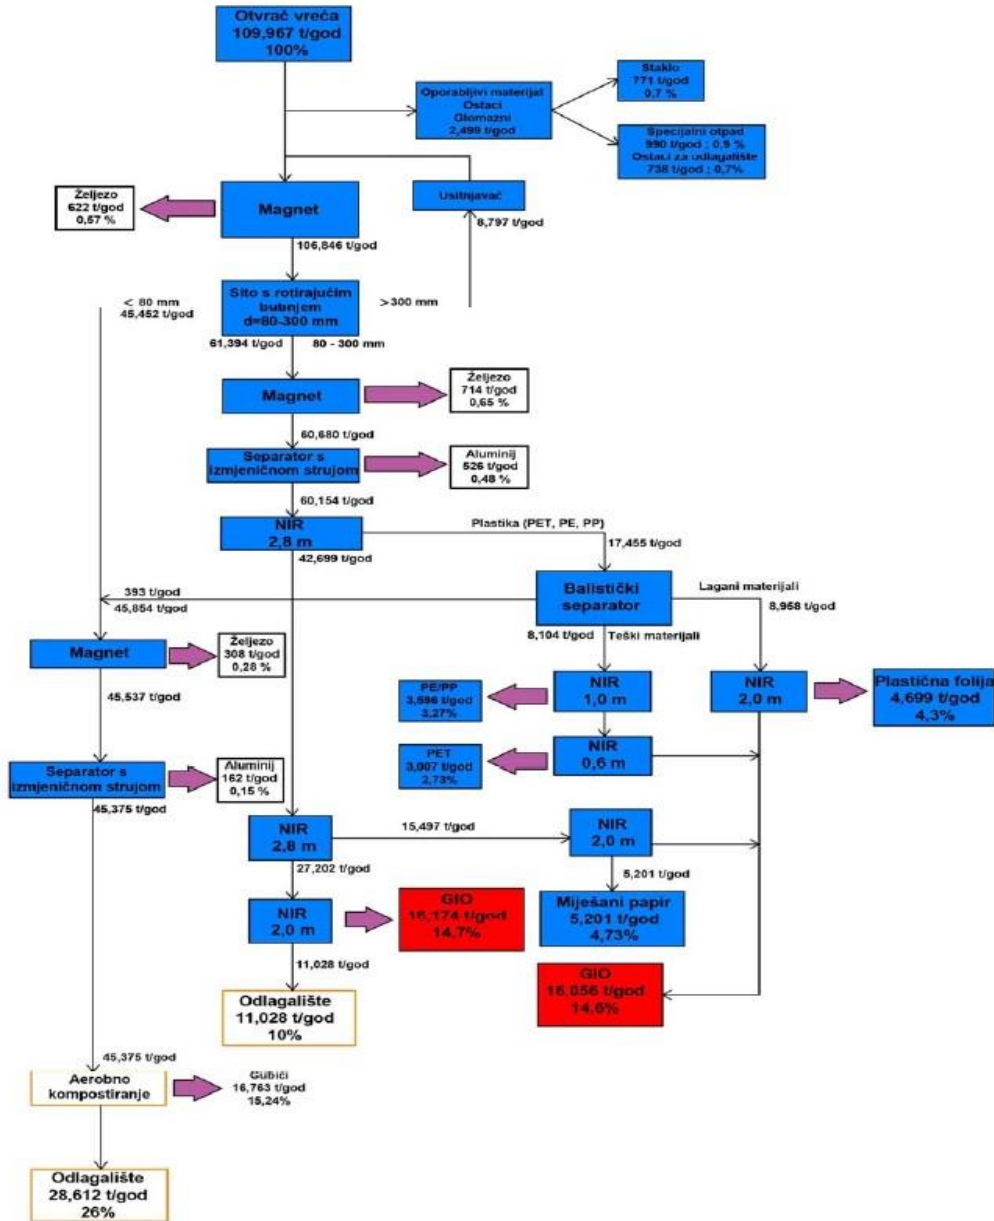 Otvrač vreća
109,967 t/god
100%
Staklo
771 t/god
0,7 %
Oporabljivi materijal
Ostaci
Glomazni
2,499 t/god
Specijalni otpad
990 t/god ; 0,9 %
Ostaci za odlagalište
738 t/god ; 0,7%
Željezo
622 t/god
0,57 %
Magnet
Usitnjavač
8,797 t/god
106,846 t/god
< 80 mm
45,452 t/god
Sito s rotirajućim
bubnjem
d=80-300 mm
>300 mm
61,394 t/god
80 - 300 mm
Magnet
Željezo
714 t/god
0,65 %
60,680 t/god
Separator s
izmjeničnom strujom
Aluminij
526 t/god
0,48 %
60,154 t/god
NIR
2,8 m
Plastika (PET, PE, PP)
17,455 t/god
42,699 t/god
393 t/god
45,854 t/god
Balistički
separator
Lagani materijali
8,958 t/god
8,104 t/god
Teški materijali
Magnet
Željezo
308 t/god
0,28 %
45,537 t/god
PE/PP
3,596 t/god
3,27%
NIR
1,0 m
NIR
2,0 m
Plastična folija
4,699 t/god
4,3%
PET
3,007 t/god
2,73%
NIR
0,6 m
Separator s
izmjeničnom strujom
Aluminij
162 t/god
0,15 %
45,375 t/god
NIR
2,8 m
15,497 t/god
NIR
2,0 m
27,202 t/god
5,201 t/god
NIR
2,0 m
GIO
16,174 t/god
14,7%
Miješani papir
5,201 t/god
4,73%
11,028 t/god
GIO
16,056 t/god
14,6%
Odlagalište
11,028 t/god
10%
45,375 t/god
Aerobno
kompostiranje
Gubici
16,763 t/god
15,24%
Odlagalište
28,612 t/god
26%